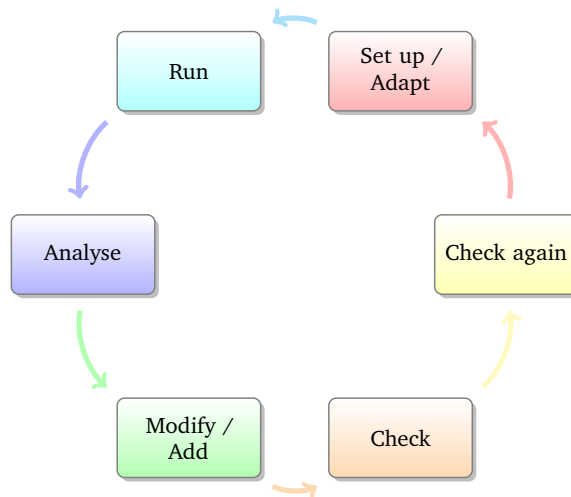 Run
Set up /
Adapt
Analyse
Check again
Modify /
Add
Check